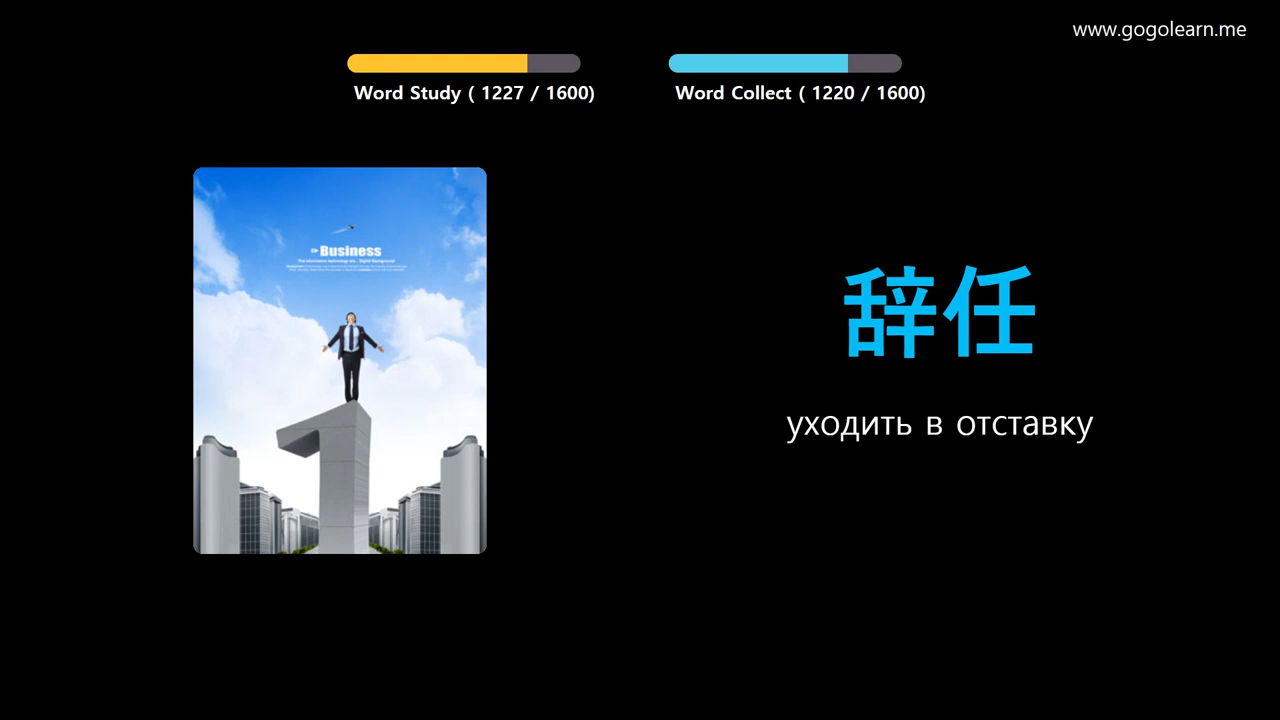 www.gogolearn.me
Word Study ( 1227 / 1600)
Word Collect ( 1220 / 1600)
Business
辞任
уходить в отставку